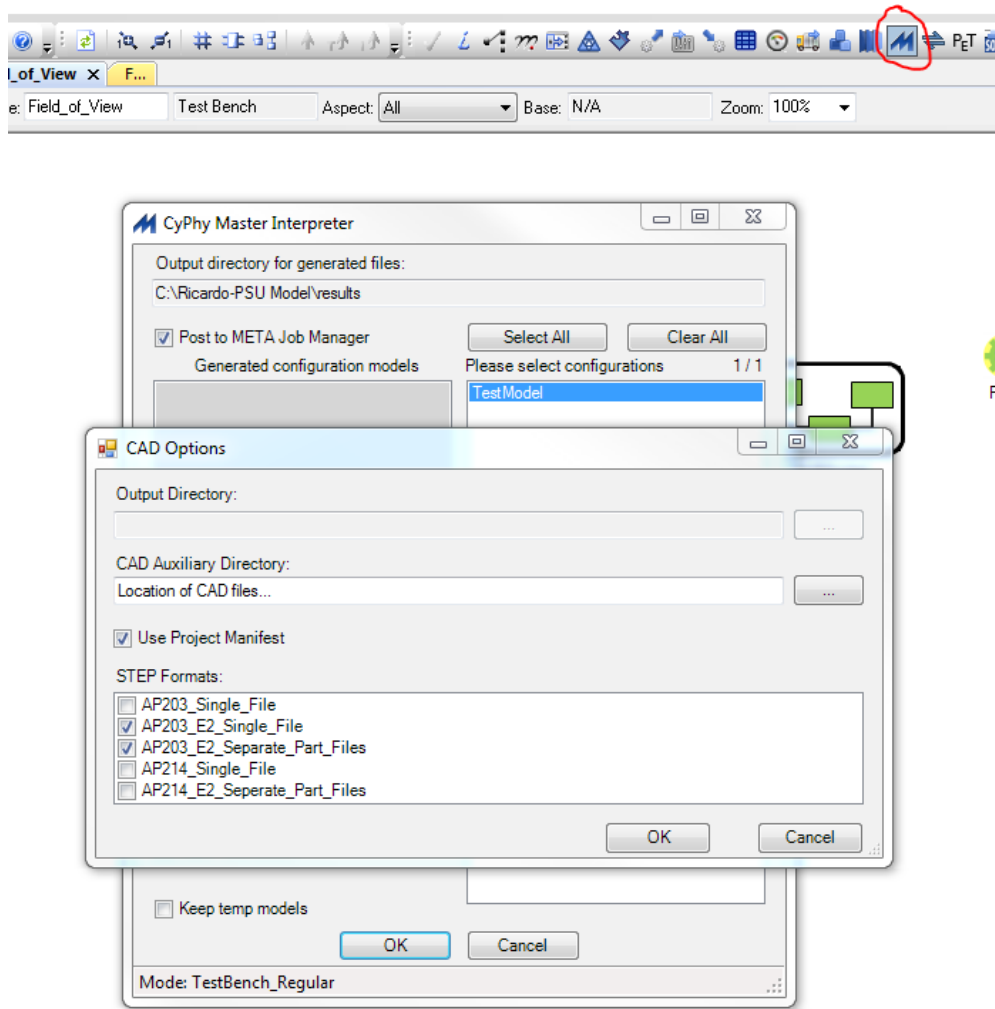 PET
l_of_View X F...
e: Field_of_View Test Bench Aspect: All Base: N/A Zoom: 100%
CyPhy Master Interpreter
Output directory for generated files:
C:\Ricardo-PSU Model\results
Post to META Job Manager Select All Clear All
Generated configuration models Please select configurations 1 / 1
TestModel
CAD Options
Output Directory:
...
CAD Auxiliary Directory:
Location of CAD files... ...
Use Project Manifest
STEP Formats:
AP203_Single_File
AP203_E2_Single_File
AP203_E2_Separate_Part_Files
AP214_Single_File
AP214_E2_Seperate_Part_Files
OK Cancel
Keep temp models
OK Cancel
Mode: TestBench_Regular